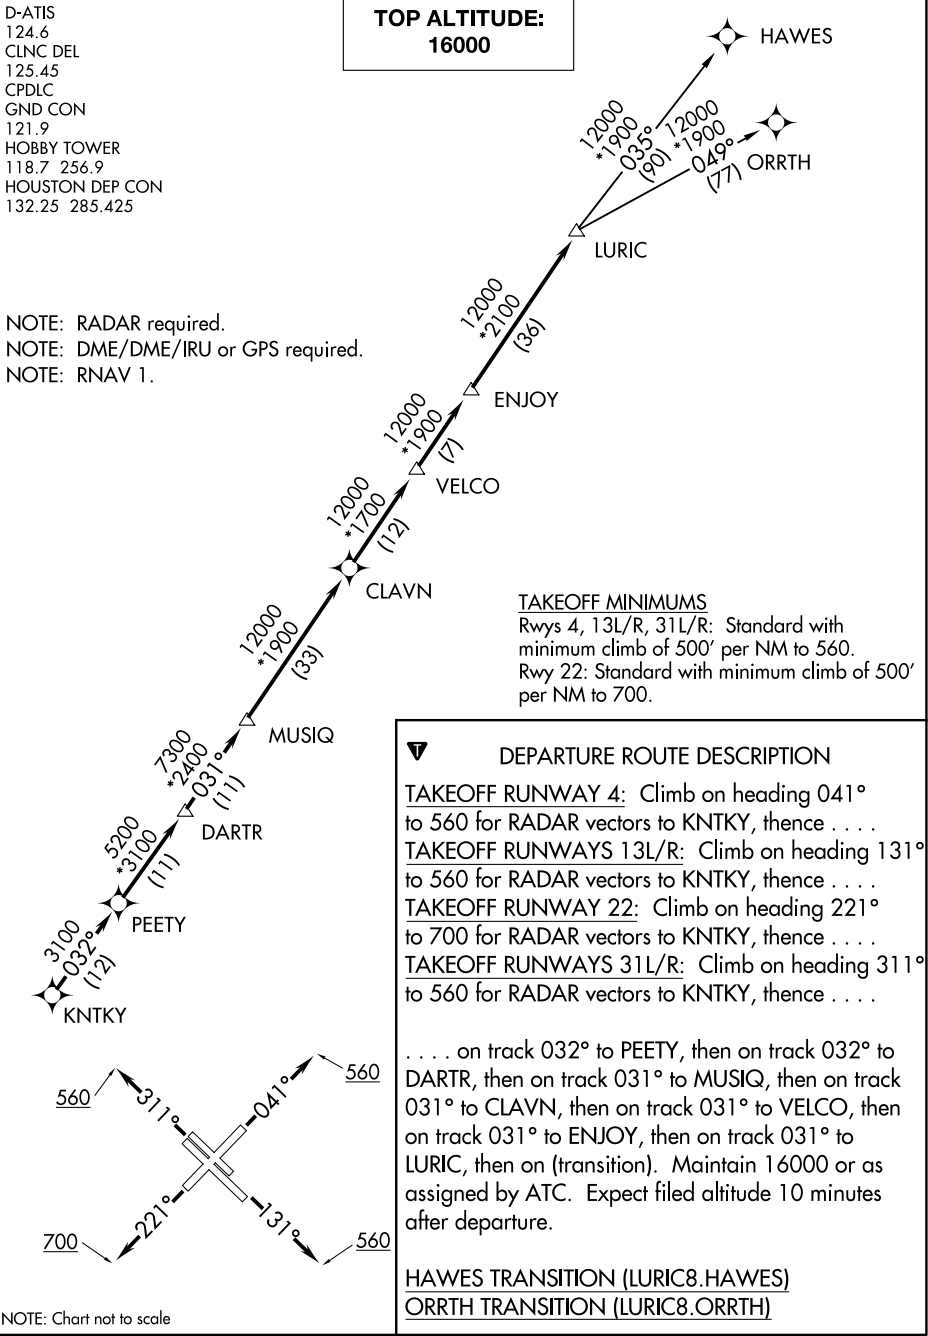 D-ATIS
124.6
CLNC DEL
125.45
CPDLC
GND CON
121.9
HOBBY TOWER
118.7 256.9
HOUSTON DEP CON
132.25 285.425
TOP ALTITUDE:
16000
HAWES
12000
*1900
035°
(90)
12000
*1900
049°
(77)
ORRTH
LURIC
NOTE: RADAR required.
NOTE: DME/DME/IRU or GPS required.
NOTE: RNAV 1.
12000
*2100
(36)
ENJOY
12000
*1900
(7)
VELCO
12000
*1700
(12)
CLAVN
12000
*1900
(33)
MUSIQ
7300
*2400
031°
(11)
DARTR
5200
*3100
(11)
PEETY
3100
032°
(12)
KNTKY
TAKEOFF MINIMUMS
Rwys 4, 13L/R, 31L/R: Standard with
minimum climb of 500' per NM to 560.
Rwy 22: Standard with minimum climb of 500'
per NM to 700.
T
DEPARTURE ROUTE DESCRIPTION
TAKEOFF RUNWAY 4: Climb on heading 041°
to 560 for RADAR vectors to KNTKY, thence . . . .
TAKEOFF RUNWAYS 13L/R: Climb on heading 131°
to 560 for RADAR vectors to KNTKY, thence . . . .
TAKEOFF RUNWAY 22: Climb on heading 221°
to 700 for RADAR vectors to KNTKY, thence . . . .
TAKEOFF RUNWAYS 31L/R: Climb on heading 311°
to 560 for RADAR vectors to KNTKY, thence . . . .
. . . . on track 032° to PEETY, then on track 032° to
DARTR, then on track 031° to MUSIQ, then on track
031° to CLAVN, then on track 031° to VELCO, then
on track 031° to ENJOY, then on track 031° to
LURIC, then on (transition). Maintain 16000 or as
assigned by ATC. Expect filed altitude 10 minutes
after departure.
HAWES TRANSITION (LURIC8.HAWES)
ORRTH TRANSITION (LURIC8.ORRTH)
560
311°
041°
560
700
221°
131°
560
NOTE: Chart not to scale